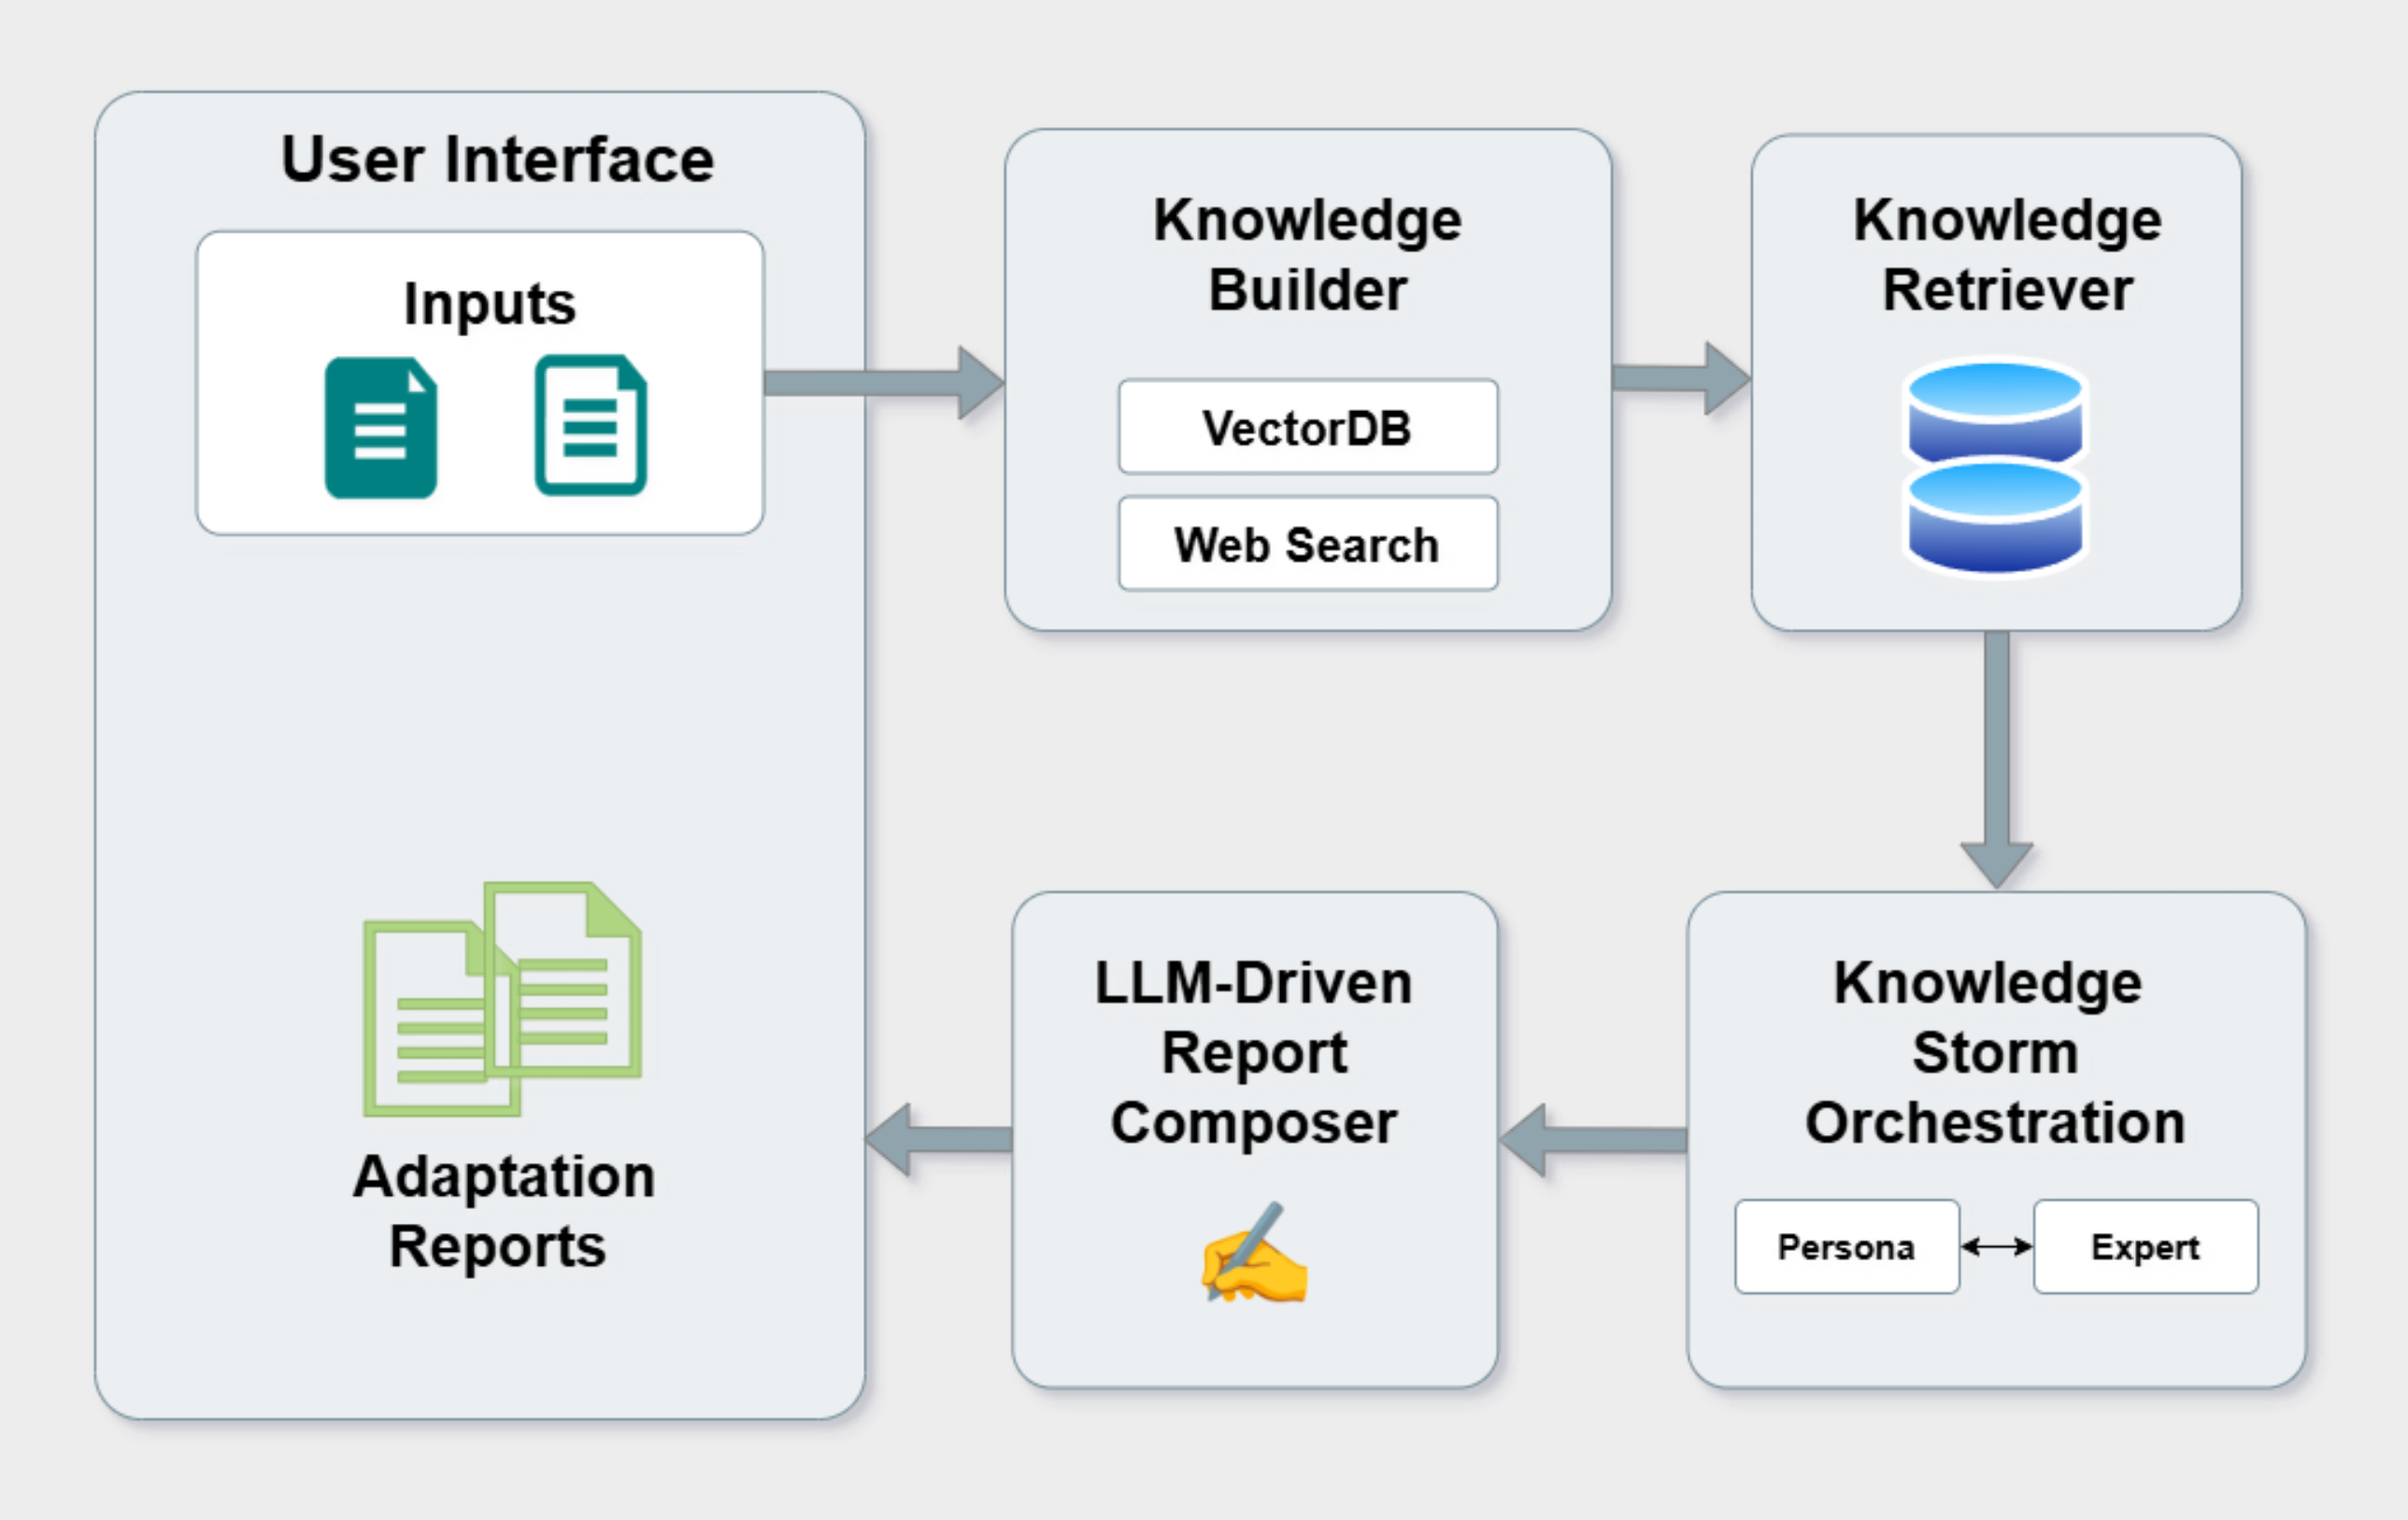 User Interface
Inputs
Knowledge
Builder
VectorDB
Web Search
Knowledge
Retriever
Knowledge
Storm
Orchestration
Persona
Expert
LLM-Driven
Report
Composer
Adaptation
Reports